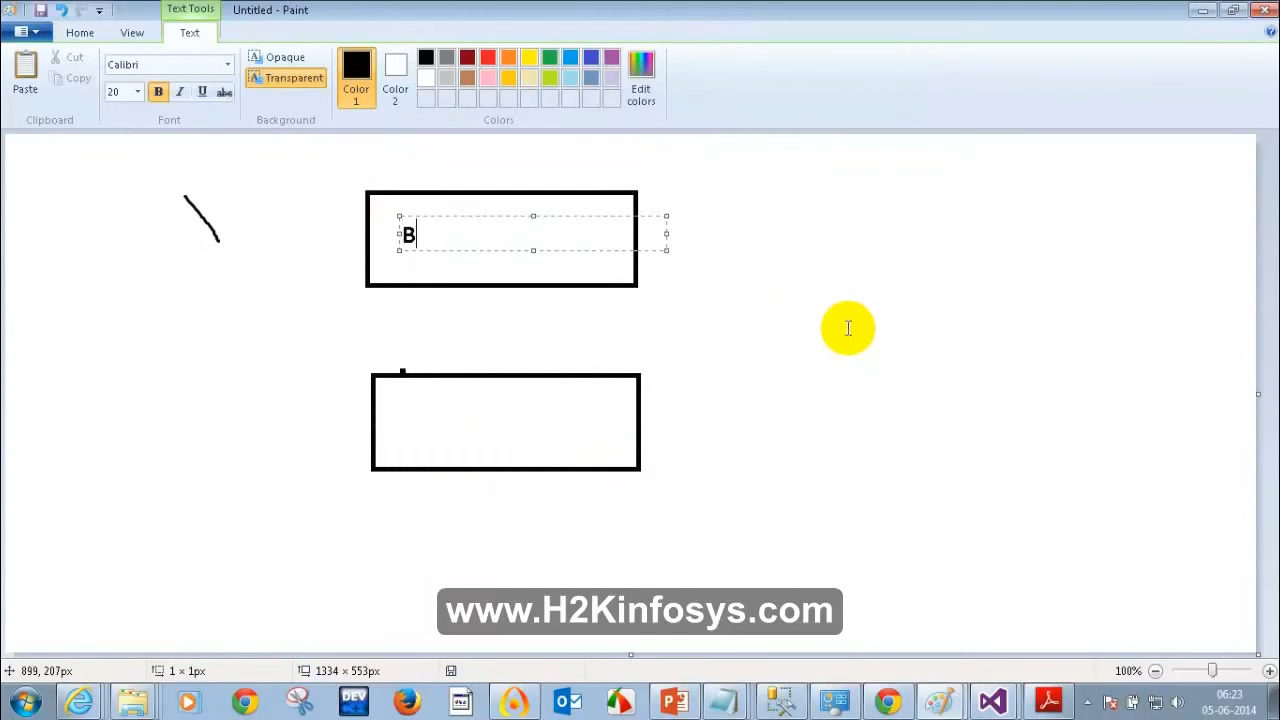 Text Tools
Untitled - Paint
Home
View
Text
Paste
Cut
Copy
Clipboard
Calibri
20
B I U abc
Font
Opaque
Transparent
Background
Color
1
Color
2
Edit
colors
Colors
B
www.H2Kinfosys.com
899, 207px
1 × 1px
1334 × 553px
100%
DEV
06:23
05-06-2014